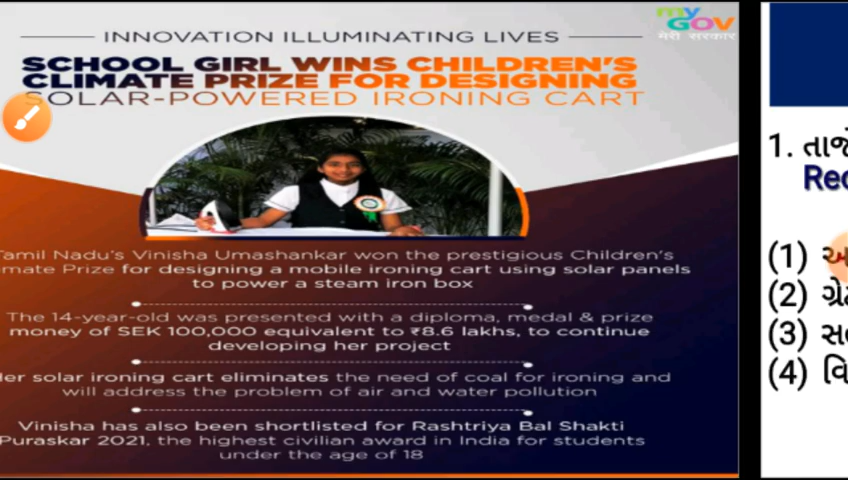 my
GOV
मेरी सरकार
INNOVATION ILLUMINATING LIVES
SCHOOL GIRL WINS CHILDREN'S
CLIMATE PRIZE FOR DESIGNING
SOLAR-POWERED IRONING CART
Tamil Nadu's Vinisha Umashankar won the prestigious Children's
Prize for designing a mobile ironing cart using solar panels
to power a steam iron box
The 14-year-old was presented with a diploma, medal & prize
money of SEK 100,000 equivalent to ₹8.6 lakhs, to continue
developing her project
solar ironing cart eliminates the need of coal for ironing and
will address the problem of air and water pollution
Vinisha has also been shortlisted for Rashtriya Bal Shakti
Puraskar 2021, the highest civilian award in India for students
under the age of 18
1.
(1)
(2)
(3)
(4)